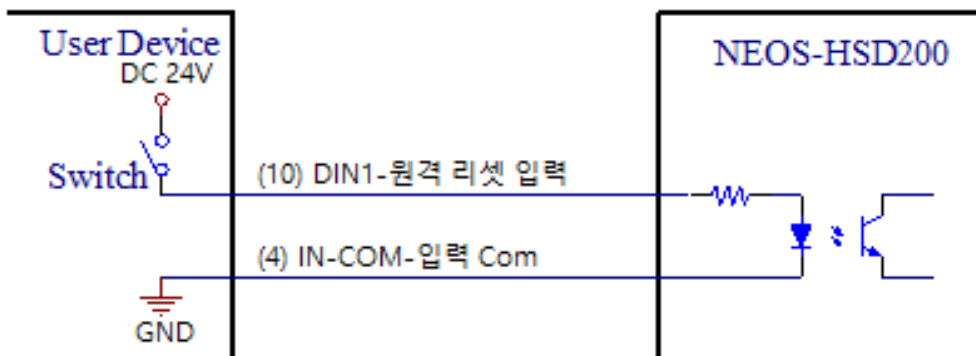 User Device
DC 24V
Switch
GND
(10) DIN1-원격 리셋 입력
(4) IN-COM-입력 Com
NEOS-HSD200